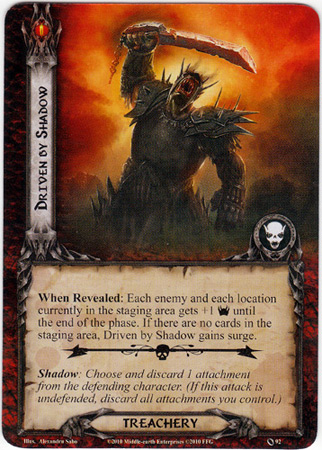 DRIVEN BY SHADOW
When Revealed: Each enemy and each location
currently in the staging area gets +1 until
the end of the phase. If there are no cards in the
staging area, Driven by Shadow gains surge.
Shadow: Choose and discard 1 attachment
from the defending character. (If this attack is
undefended, discard all attachments you control.)
TREACHERY
Illus. Alexandru Sabo
©2010 Middle-earth Enterprises ©2010 FFG
92